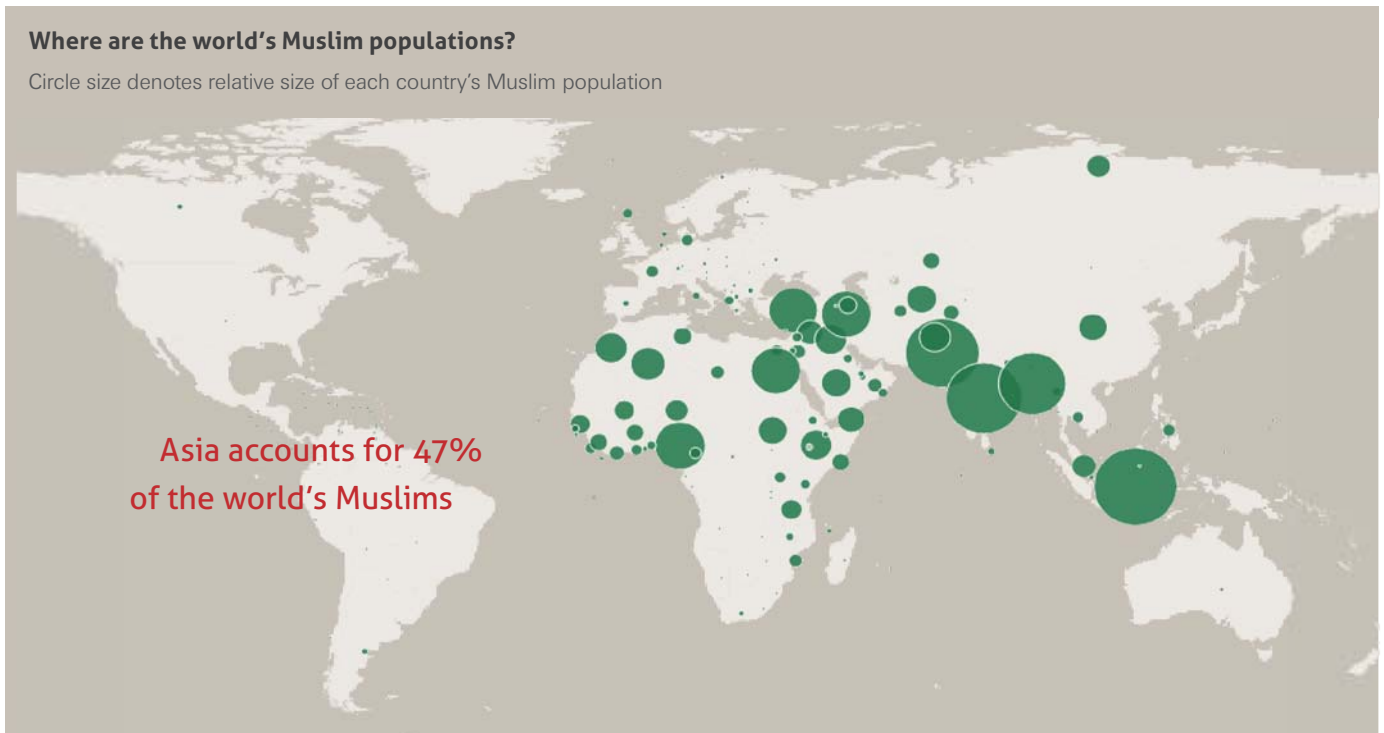 Where are the world's Muslim populations?
Circle size denotes relative size of each country's Muslim population
Asia accounts for 47%
of the world's Muslims